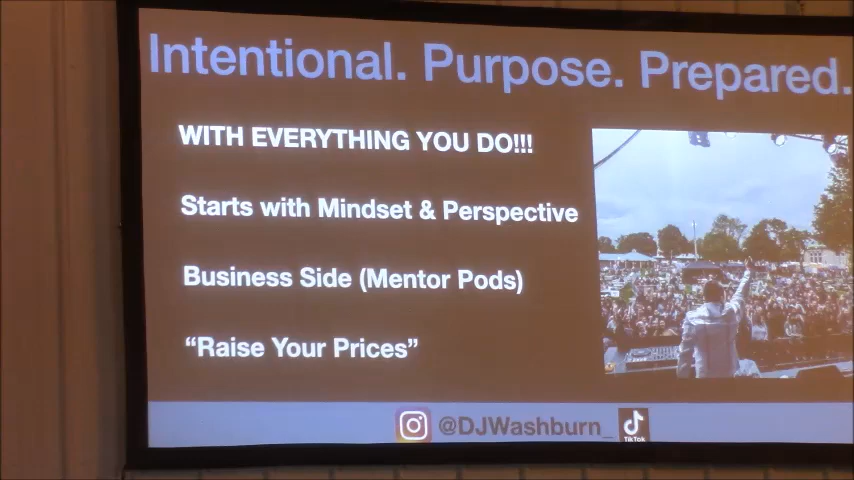 Intentional. Purpose. Prepared.
WITH EVERYTHING YOU DO!!!
Starts with Mindset & Perspective
Business Side (Mentor Pods)
“Raise Your Prices”
@DJWashburn_
TikTok